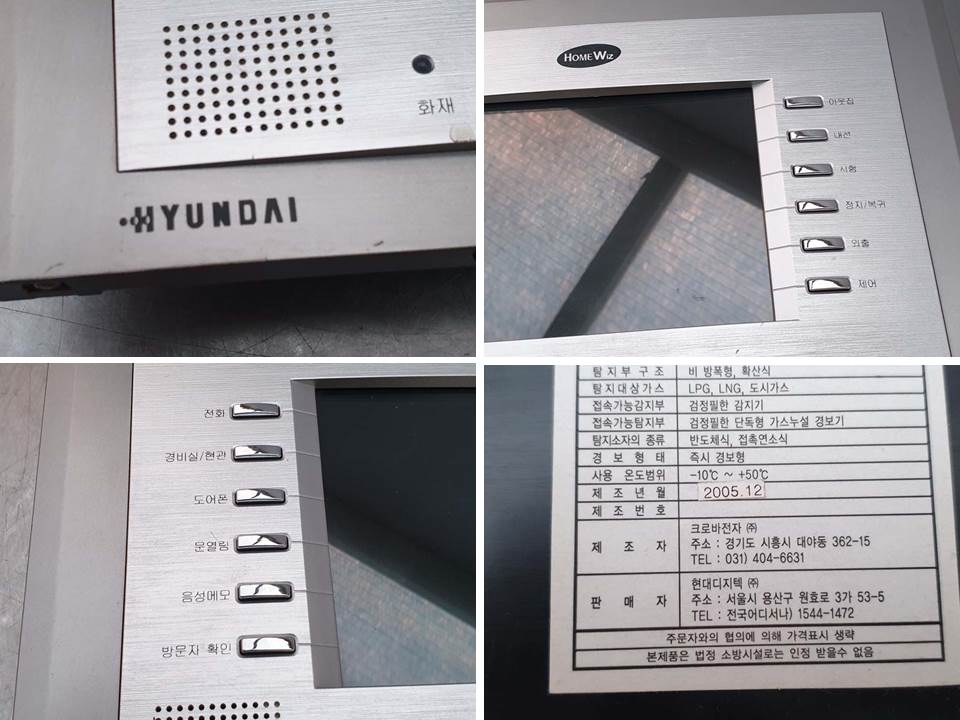 화재
HYUNDAI
HOMEWIZ
이웃집
내선
시험
정지/복귀
외출
제어
전화
경비실/현관
도어폰
문열림
음성메모
방문자 확인
탐 지 부 구 조 비 방폭형, 확산식
탐지대상가스 LPG, LNG, 도시가스
접속가능감지부 검정필한 감지기
접속가능탐지부 검정필한 단독형 가스누설 경보기
탐지소자의 종류 반도체식, 접촉연소식
경 보 형 태 즉시 경보형
사용 온도범위 -10℃ ~ +50℃
제 조 년 월 2005.12
제 조 번 호
제 조 자 크로바전자 ㈜
주소 : 경기도 시흥시 대야동 362-15
TEL : 031) 404-6631
판 매 자 현대디지텍 ㈜
주소 : 서울시 용산구 원효로 3가 53-5
TEL : 전국어디서나) 1544-1472
주문자와의 협의에 의해 가격표시 생략
본제품은 법정 소방시설로는 인정 받을수 없음